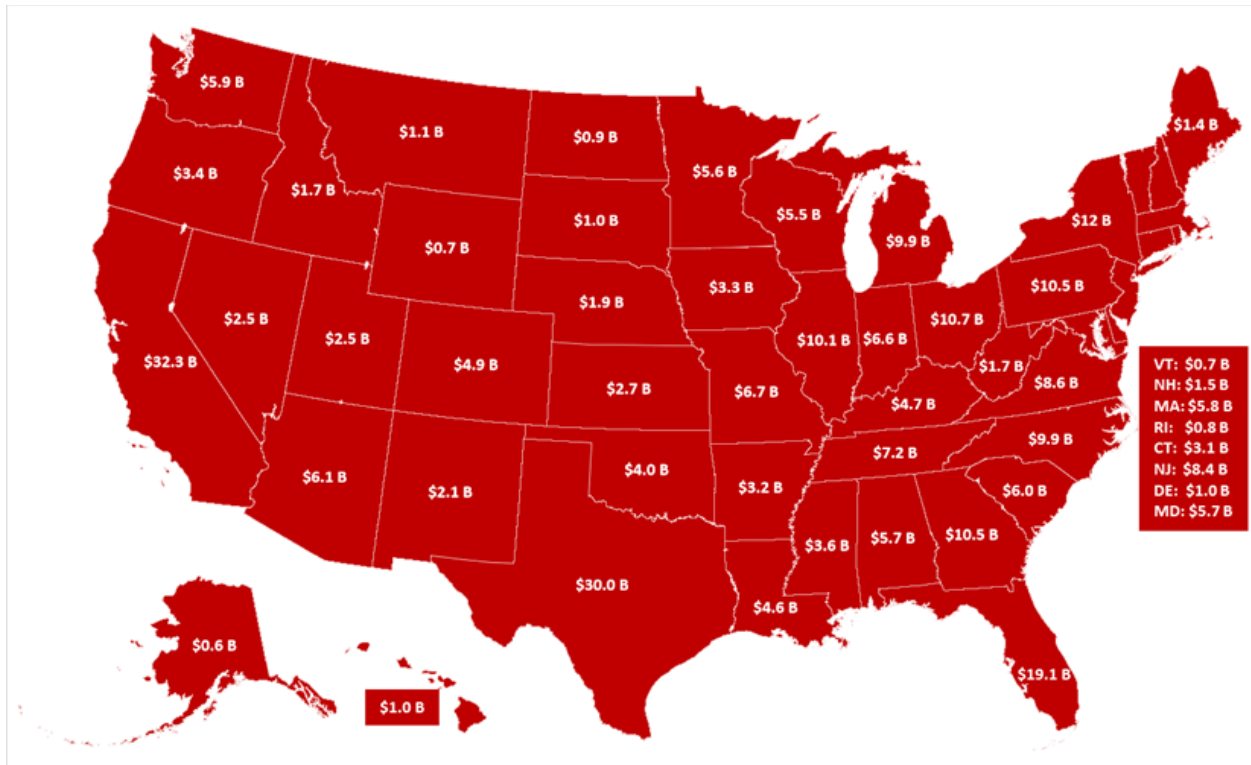 $5.9 B
$1.1 B
$0.9 B
$5.6 B
$1.4 B
$3.4 B
$1.7 B
$1.0 B
$5.5 B
$12 B
$0.7 B
$9.9 B
$3.3 B
$10.5 B
$1.9 B
$2.5 B
$2.5 B
$10.1 B
$6.6 B
$10.7 B
$32.3 B
$4.9 B
$1.7 B
$8.6 B
$2.7 B
$6.7 B
$4.7 B
$9.9 B
$7.2 B
$6.1 B
$2.1 B
$4.0 B
$3.2 B
$6.0 B
$3.6 B
$5.7 B
$10.5 B
$30.0 B
$4.6 B
$0.6 B
$19.1 B
$1.0 B
VT: $0.7 B
NH: $1.5 B
MA: $5.8 B
RI: $0.8 B
CT: $3.1 B
NJ: $8.4 B
DE: $1.0 B
MD: $5.7 B